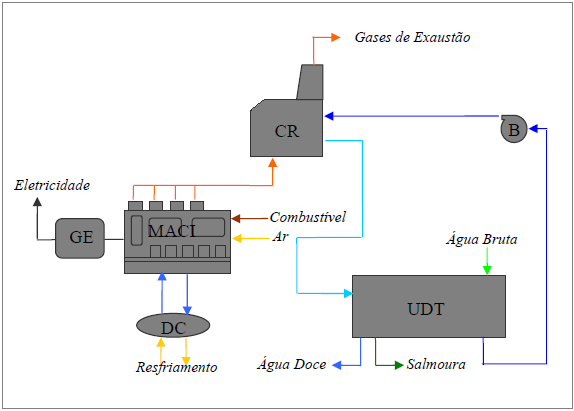 Gases de Exaustão
CR
B
Eletricidade
Combustível
MACI
GE
Ar
Água Bruta
UDT
DC
Resfriamento
Água Doce
Salmoura